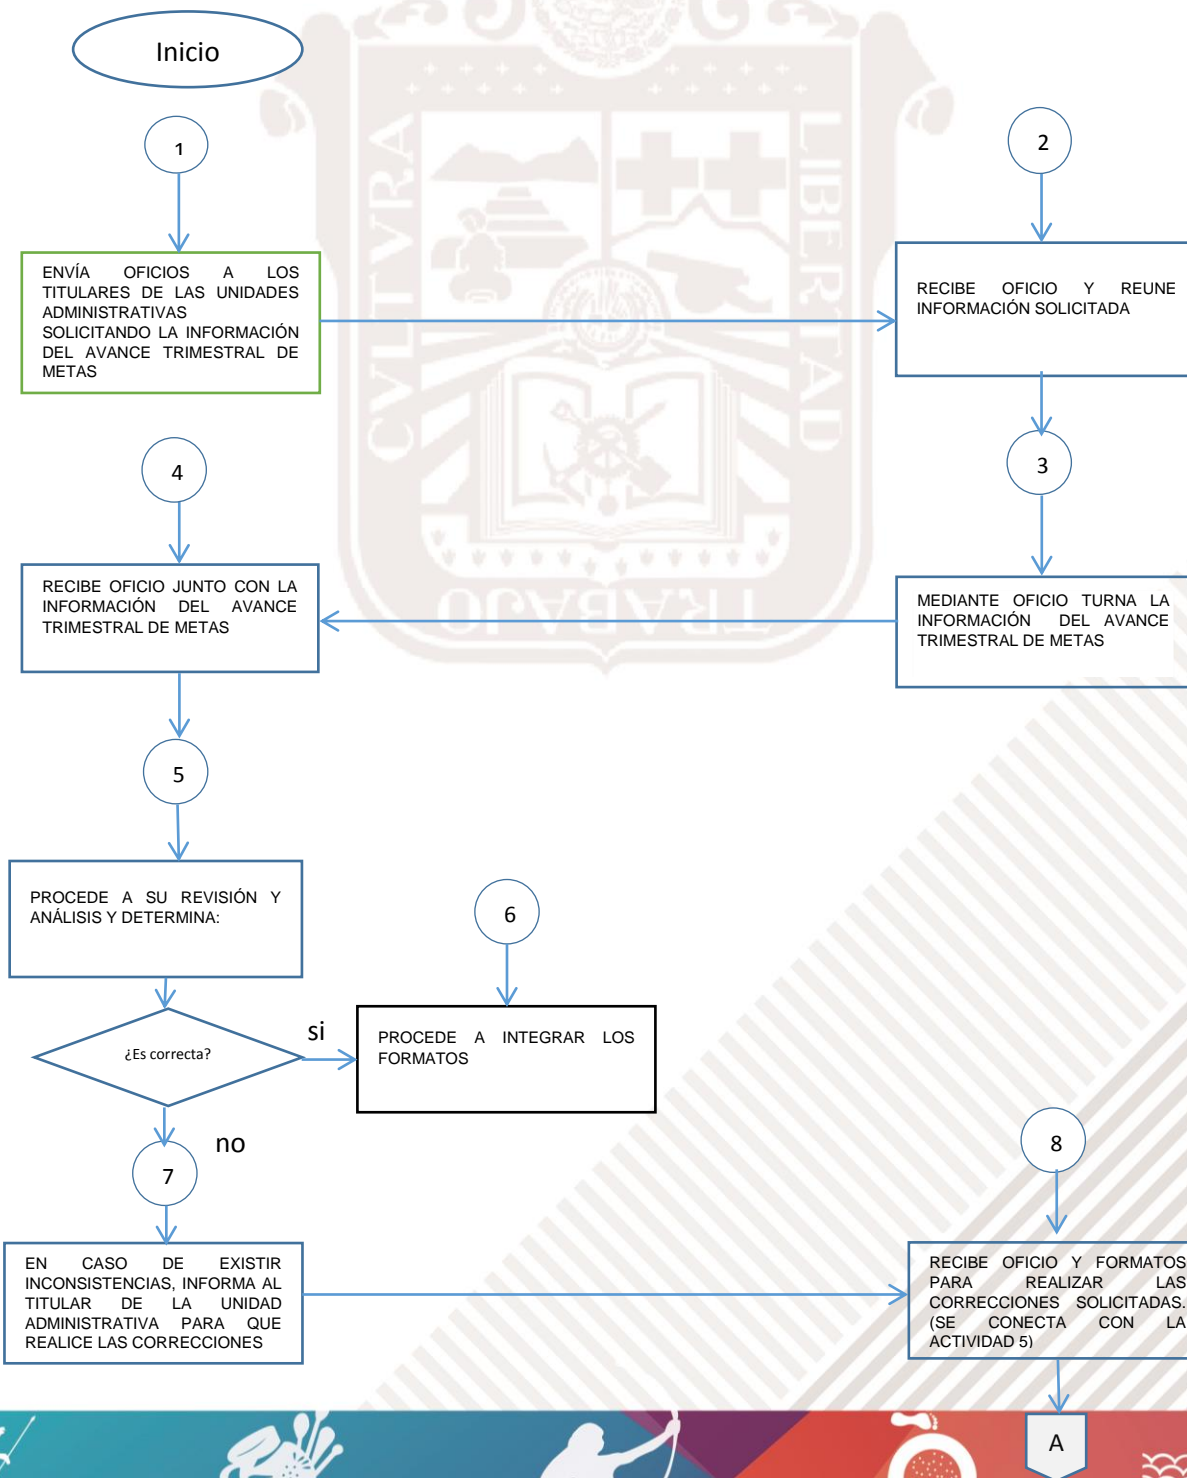 Inicio
1
2
ENVÍA OFICIOS A LOS
TITULARES DE LAS UNIDADES
ADMINISTRATIVAS
SOLICITANDO LA INFORMACIÓN
DEL AVANCE TRIMESTRAL DE
METAS
RECIBE OFICIO Y REUNE
INFORMACIÓN SOLICITADA
CVLTVRA
LIBERTAD
TRABAJO
4
3
RECIBE OFICIO JUNTO CON LA
INFORMACIÓN DEL AVANCE
TRIMESTRAL DE METAS
MEDIANTE OFICIO TURNA LA
INFORMACIÓN DEL AVANCE
TRIMESTRAL DE METAS
5
PROCEDE A SU REVISIÓN Y
ANÁLISIS Y DETERMINA:
6
¿Es correcta?
si
PROCEDE A INTEGRAR LOS
FORMATOS
no
7
8
EN CASO DE EXISTIR
INCONSISTENCIAS, INFORMA AL
TITULAR DE LA UNIDAD
ADMINISTRATIVA PARA QUE
REALICE LAS CORRECCIONES
RECIBE OFICIO Y FORMATOS
PARA REALIZAR LAS
CORRECCIONES SOLICITADAS.
(SE CONECTA CON LA
ACTIVIDAD 5)
A